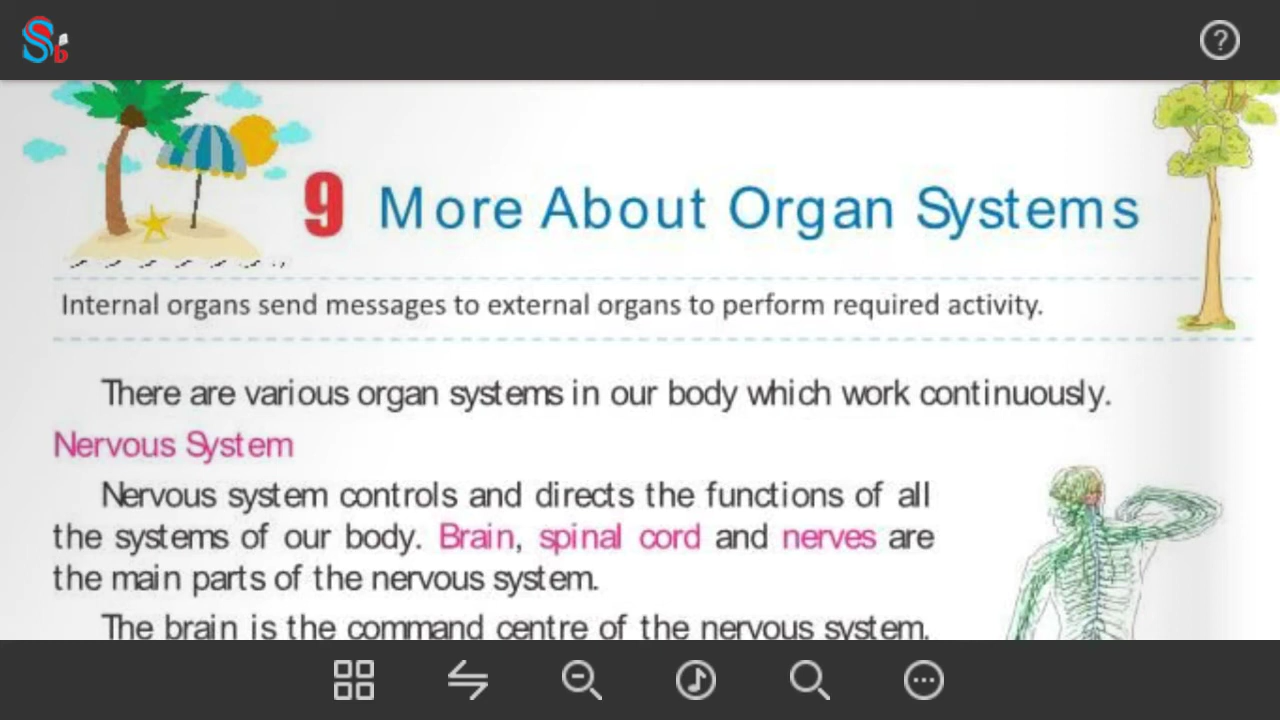 Sb
9 More About Organ Systems
Internal organs send messages to external organs to perform required activity.
There are various organ systems in our body which work continuously.
Nervous System
Nervous system controls and directs the functions of all
the systems of our body. Brain, spinal cord and nerves are
the main parts of the nervous system.
The brain is the command centre of the nervous system.